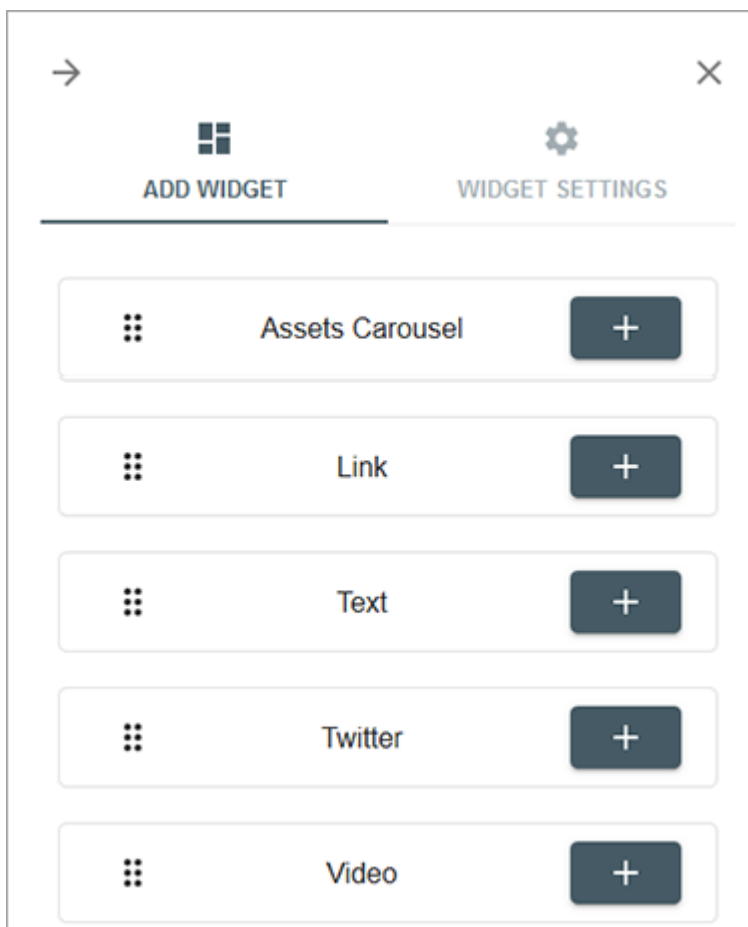 ADD WIDGET
WIDGET SETTINGS
Assets Carousel
Link
Text
Twitter
Video